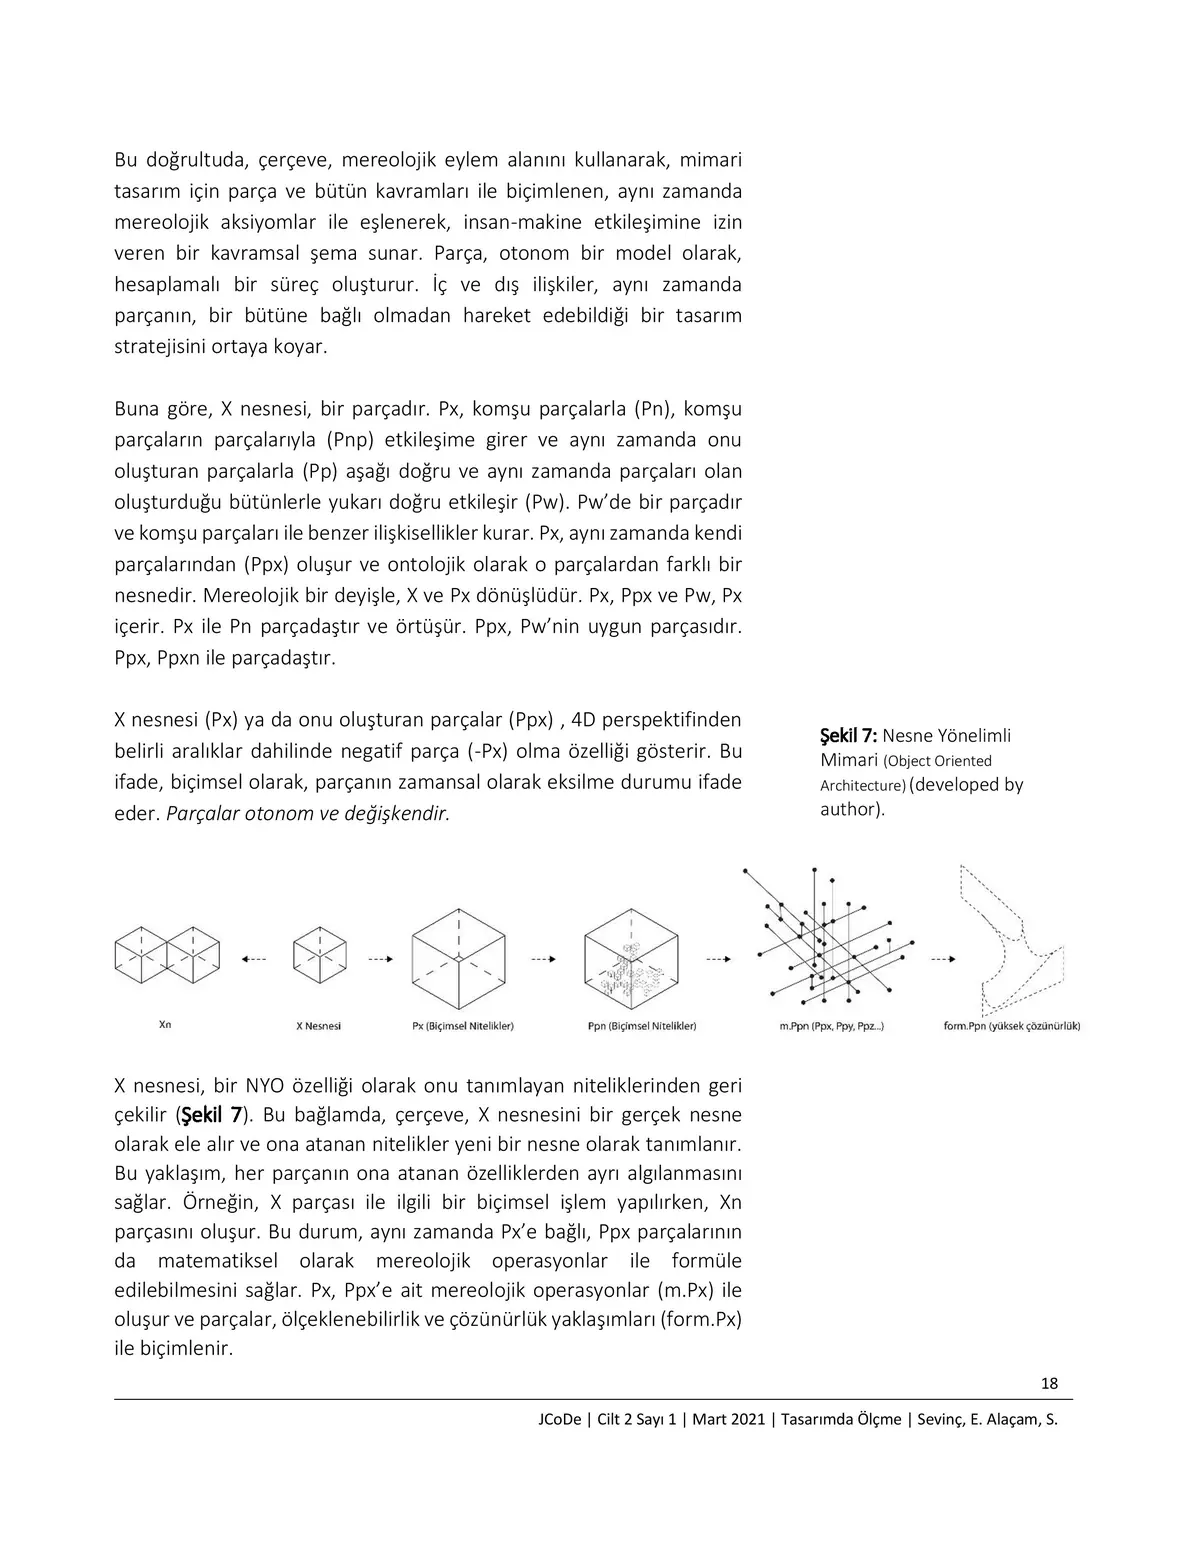 Bu doğrultuda, çerçeve, mereolojik eylem alanını kullanarak, mimari
tasarım için parça ve bütün kavramları ile biçimlenen, aynı zamanda
mereolojik aksiyomlar ile eşlenerek, insan-makine etkileşimine izin
veren bir kavramsal şema sunar. Parça, otonom bir model olarak,
hesaplamalı bir süreç oluşturur. İç ve dış ilişkiler, aynı zamanda
parçanın, bir bütüne bağlı olmadan hareket edebildiği bir tasarım
stratejisini ortaya koyar.
Buna göre, X nesnesi, bir parçadır. Px, komşu parçalarla (Pn), komşu
parçaların parçalarıyla (Pnp) etkileşime girer ve aynı zamanda onu
oluşturan parçalarla (Pp) aşağı doğru ve aynı zamanda parçaları olan
oluşturduğu bütünlerle yukarı doğru etkileşir (Pw). Pw’de bir parçadır
ve komşu parçaları ile benzer ilişkisellikler kurar. Px, aynı zamanda kendi
parçalarından (Ppx) oluşur ve ontolojik olarak o parçalardan farklı bir
nesnedir. Mereolojik bir deyişle, X ve Px dönüşlüdür. Px, Ppx ve Pw, Px
içerir. Px ile Pn parçadaştır ve örtüşür. Ppx, Pw’nin uygun parçasıdır.
Ppx, Ppxn ile parçadaştır.
X nesnesi (Px) ya da onu oluşturan parçalar (Ppx) , 4D perspektifinden
belirli aralıklar dahilinde negatif parça (-Px) olma özelliği gösterir. Bu
ifade, biçimsel olarak, parçanın zamansal olarak eksilme durumu ifade
eder. Parçalar otonom ve değişkendir.
Şekil 7: Nesne Yönelimli
Mimari (Object Oriented
Architecture) (developed by
author).
Xn
X Nesnesi
Px (Biçimsel Nitelikler)
Ppn (Biçimsel Nitelikler)
m.Ppn (Ppx, Ppy, Ppz...)
form.Ppn (yüksek çözünürlük)
X nesnesi, bir NYO özelliği olarak onu tanımlayan niteliklerinden geri
çekilir (Şekil 7). Bu bağlamda, çerçeve, X nesnesini bir gerçek nesne
olarak ele alır ve ona atanan nitelikler yeni bir nesne olarak tanımlanır.
Bu yaklaşım, her parçanın ona atanan özelliklerden ayrı algılanmasını
sağlar. Örneğin, X parçası ile ilgili bir biçimsel işlem yapılırken, Xn
parçasını oluşur. Bu durum, aynı zamanda Px’e bağlı, Ppx parçalarının
da matematiksel olarak mereolojik operasyonlar ile formüle
edilebilmesini sağlar. Px, Ppx’e ait mereolojik operasyonlar (m.Px) ile
oluşur ve parçalar, ölçeklenebilirlik ve çözünürlük yaklaşımları (form.Px)
ile biçimlenir.
18
JCoDe | Cilt 2 Sayı 1 | Mart 2021 | Tasarımda Ölçme | Sevinç, E. Alaçam, S.